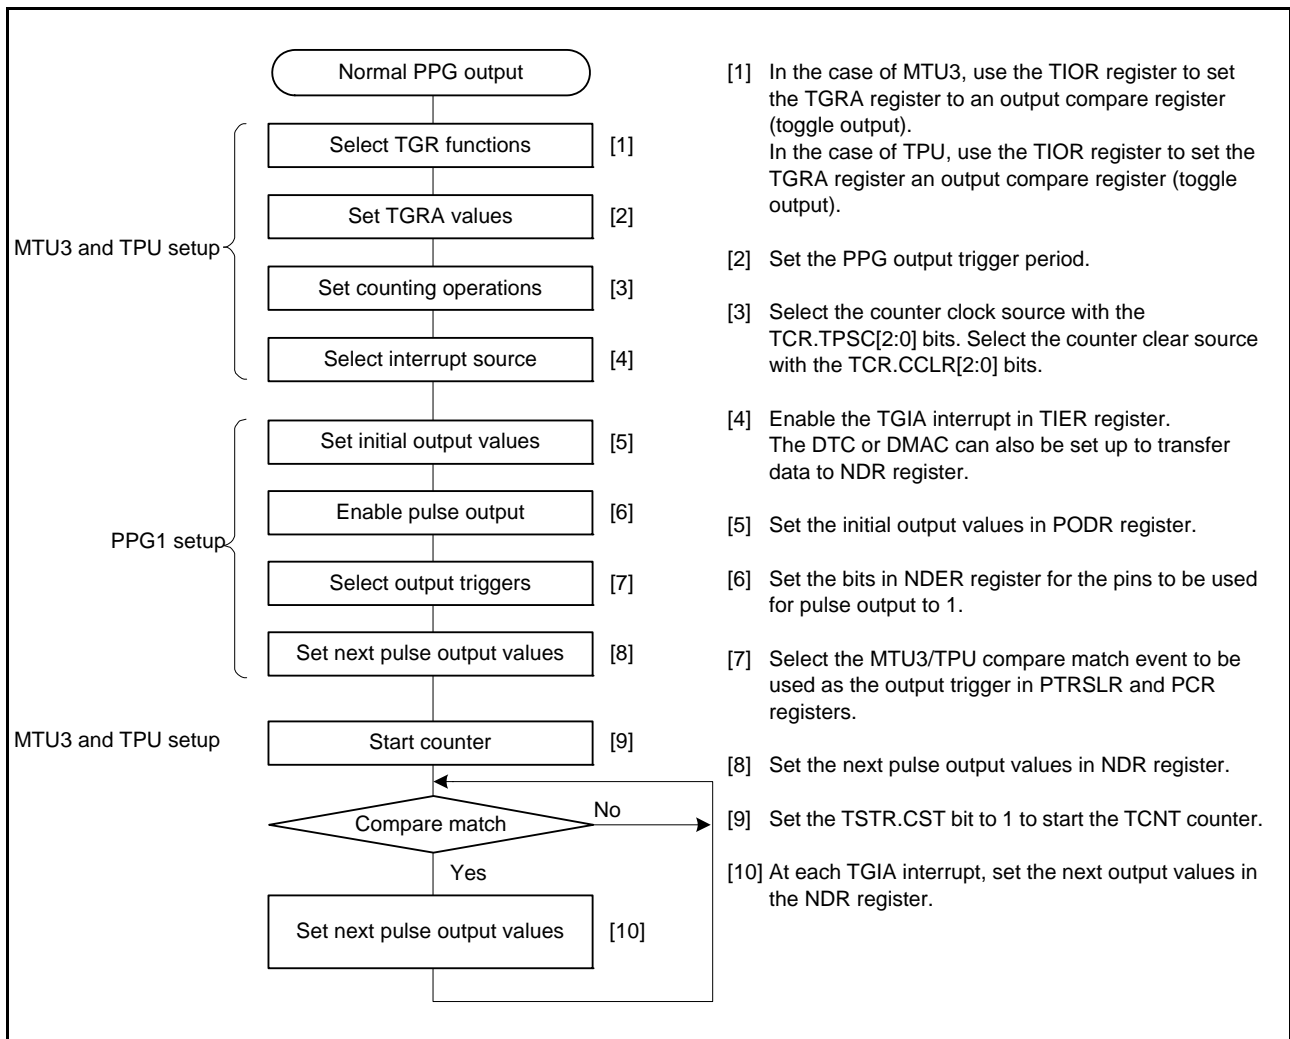 Normal PPG output
Select TGR functions [1]
Set TGRA values [2]
MTU3 and TPU setup
Set counting operations [3]
Select interrupt source [4]
Set initial output values [5]
Enable pulse output [6]
PPG1 setup
Select output triggers [7]
Set next pulse output values [8]
MTU3 and TPU setup
Start counter [9]
Compare match
No
Yes
Set next pulse output values [10]
[1] In the case of MTU3, use the TIOR register to set
the TGRA register to an output compare register
(toggle output).
In the case of TPU, use the TIOR register to set the
TGRA register an output compare register (toggle
output).
[2] Set the PPG output trigger period.
[3] Select the counter clock source with the
TCR.TPSC[2:0] bits. Select the counter clear source
with the TCR.CCLR[2:0] bits.
[4] Enable the TGIA interrupt in TIER register.
The DTC or DMAC can also be set up to transfer
data to NDR register.
[5] Set the initial output values in PODR register.
[6] Set the bits in NDER register for the pins to be used
for pulse output to 1.
[7] Select the MTU3/TPU compare match event to be
used as the output trigger in PTRSLR and PCR
registers.
[8] Set the next pulse output values in NDR register.
[9] Set the TSTR.CST bit to 1 to start the TCNT counter.
[10] At each TGIA interrupt, set the next output values in
the NDR register.